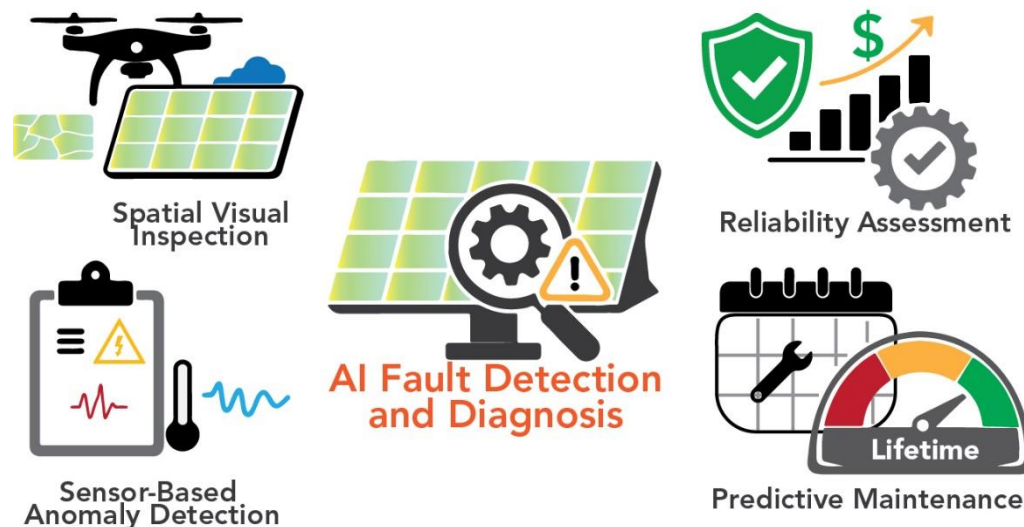 Spatial Visual
Inspection
$
Reliability Assessment
!
AI Fault Detection
and Diagnosis
Sensor-Based
Anomaly Detection
Lifetime
Predictive Maintenance